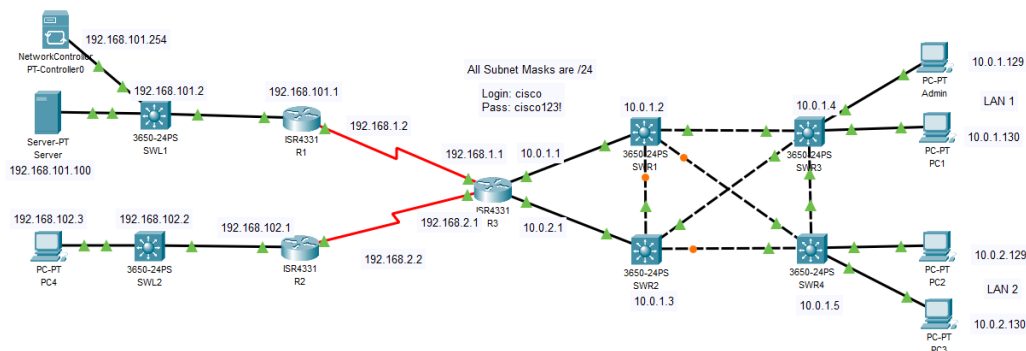 192.168.101.254
NetworkController
PT-Controller0
192.168.101.2
192.168.101.1
Server-PT
Server
192.168.101.100
3650-24PS
SWL1
ISR4331
R1
192.168.1.2
192.168.1.1
192.168.102.3
192.168.102.2
192.168.102.1
PC-PT
PC4
3650-24PS
SWL2
ISR4331
R2
192.168.2.2
192.168.2.1
ISR4331
R3
All Subnet Masks are /24
Login: cisco
Pass: cisco123!
10.0.1.1
10.0.2.1
10.0.1.2
3650-24PS
SWR1
10.0.1.4
3650-24PS
SWR3
3650-24PS
SWR2
10.0.1.3
3650-24PS
SWR4
10.0.1.5
PC-PT
Admin
10.0.1.129
LAN 1
PC-PT
PC1
10.0.1.130
PC-PT
PC2
10.0.2.129
LAN 2
PC-PT
PC3
10.0.2.130